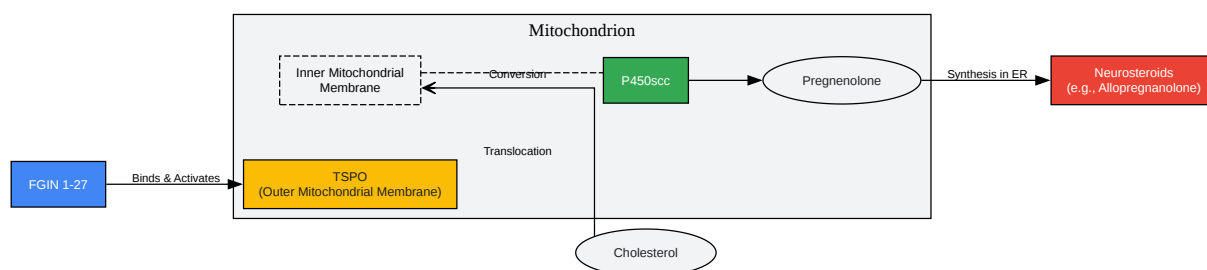 Mitochondrion
Inner Mitochondrial
Membrane
Conversion
P450scc
Pregnenolone
Synthesis in ER
Neurosteroids
(e.g., Allopregnanolone)
Translocation
FGIN 1-27
Binds & Activates
TSPO
(Outer Mitochondrial Membrane)
Cholesterol